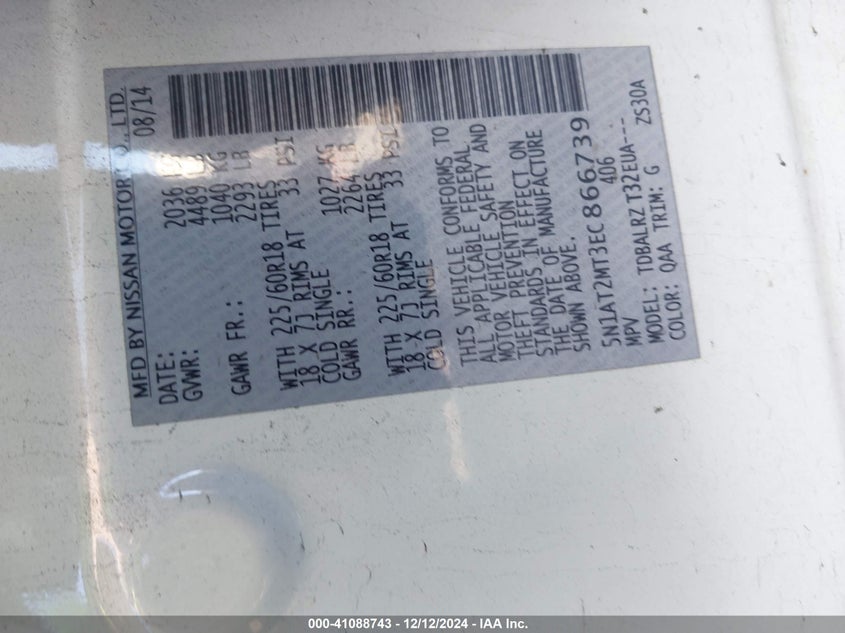 MFD BY NISSAN MOTOR CO., LTD.
DATE: 08/14
GVWR: 2036
4489
GAWR FR.: 1040 KG
2293 LB
WITH 225/60R18 TIRES
18 X 7J RIMS AT 33 PSI
COLD SINGLE
GAWR RR.: 1027 KG
2264 LB
WITH 225/60R18 TIRES
18 X 7J RIMS AT 33 PSI
COLD SINGLE
THIS VEHICLE CONFORMS TO
ALL APPLICABLE FEDERAL
MOTOR VEHICLE SAFETY AND
THEFT PREVENTION
STANDARDS IN EFFECT ON
THE DATE OF MANUFACTURE
SHOWN ABOVE.
5N1AT2MT3EC866739
MPV 406
MODEL: TDBALRZ T32EUA---
COLOR: QAA TRIM: G ZS30A
000-41088743 / 12/12/2024 - IAA Inc.